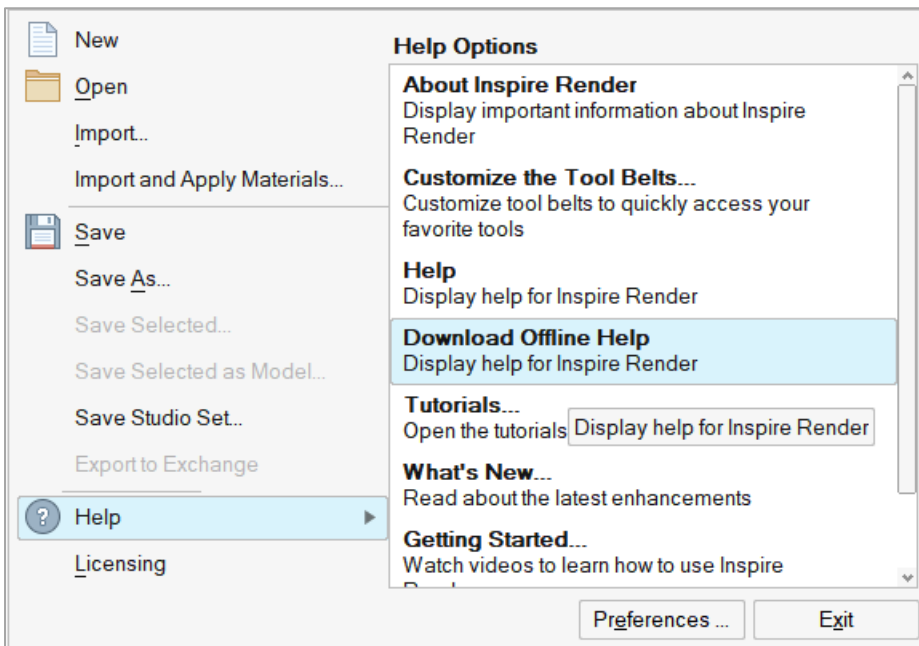 New
Open
Import...
Import and Apply Materials...
Save
Save As...
Save Selected...
Save Selected as Model...
Save Studio Set...
Export to Exchange
Help
Licensing
Help Options
About Inspire Render
Display important information about Inspire
Render
Customize the Tool Belts...
Customize tool belts to quickly access your
favorite tools
Help
Display help for Inspire Render
Download Offline Help
Display help for Inspire Render
Tutorials...
Open the tutorials
Display help for Inspire Render
What's New...
Read about the latest enhancements
Getting Started...
Watch videos to learn how to use Inspire
Preferences ...
Exit